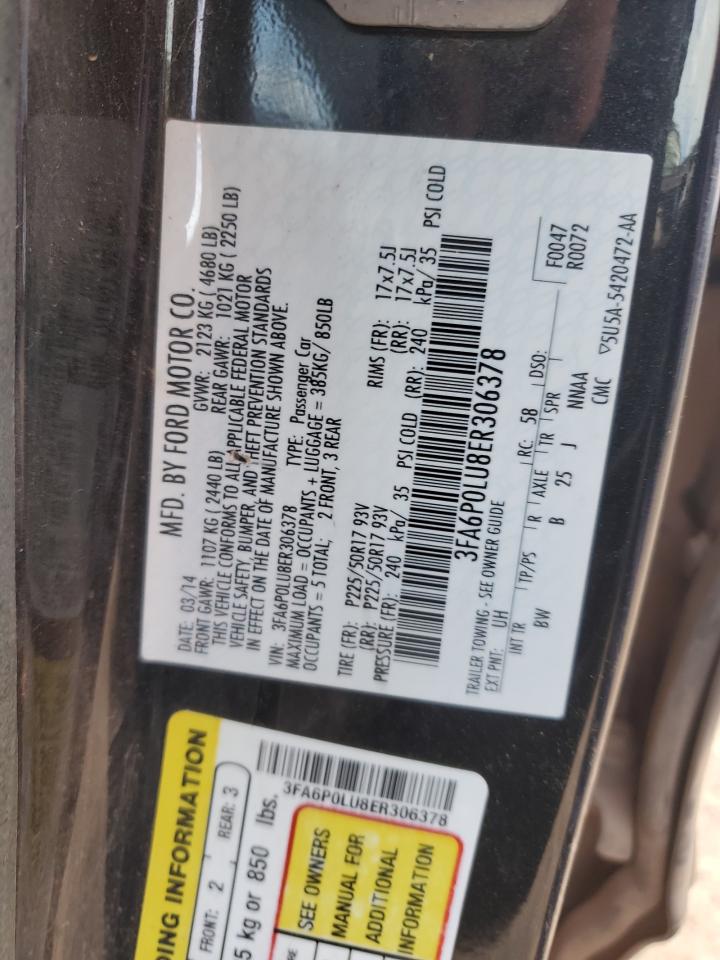 MFD. BY FORD MOTOR CO.
DATE: 03/14 GVWR: 2123 KG ( 4680 LB)
FRONT GAWR: 1107 KG ( 2440 LB) REAR GAWR: 1021 KG ( 2250 LB)
THIS VEHICLE CONFORMS TO ALL APPLICABLE FEDERAL MOTOR
VEHICLE SAFETY, BUMPER, AND THEFT PREVENTION STANDARDS
IN EFFECT ON THE DATE OF MANUFACTURE SHOWN ABOVE.
VIN: 3FA6P0LU8ER306378 TYPE: Passenger Car
MAXIMUM LOAD = OCCUPANTS + LUGGAGE = 385KG/ 850LB
OCCUPANTS = 5 TOTAL; 2 FRONT, 3 REAR
TIRE (FR): P225/50R17 93V RIMS (FR): 17x7.5J
(RR): P225/50R17 93V (RR): 17x7.5J
PRESSURE (FR): 240 kPa/ 35 PSI COLD (RR): 240 kPa/ 35 PSI COLD
3FA6P0LU8ER306378
TRAILER TOWING - SEE OWNER GUIDE
EXT PNT: UH RC: 58 DSO: F0047
R0072
INT TR TP/PS R AXLE TR SPR
BW B 25 J NNAA
CMC ▽5U5A-5420472-AA
DING INFORMATION
FRONT: 2 REAR: 3
5 kg or 850 lbs.
3FA6P0LU8ER306378
SEE OWNERS
MANUAL FOR
ADDITIONAL
INFORMATION